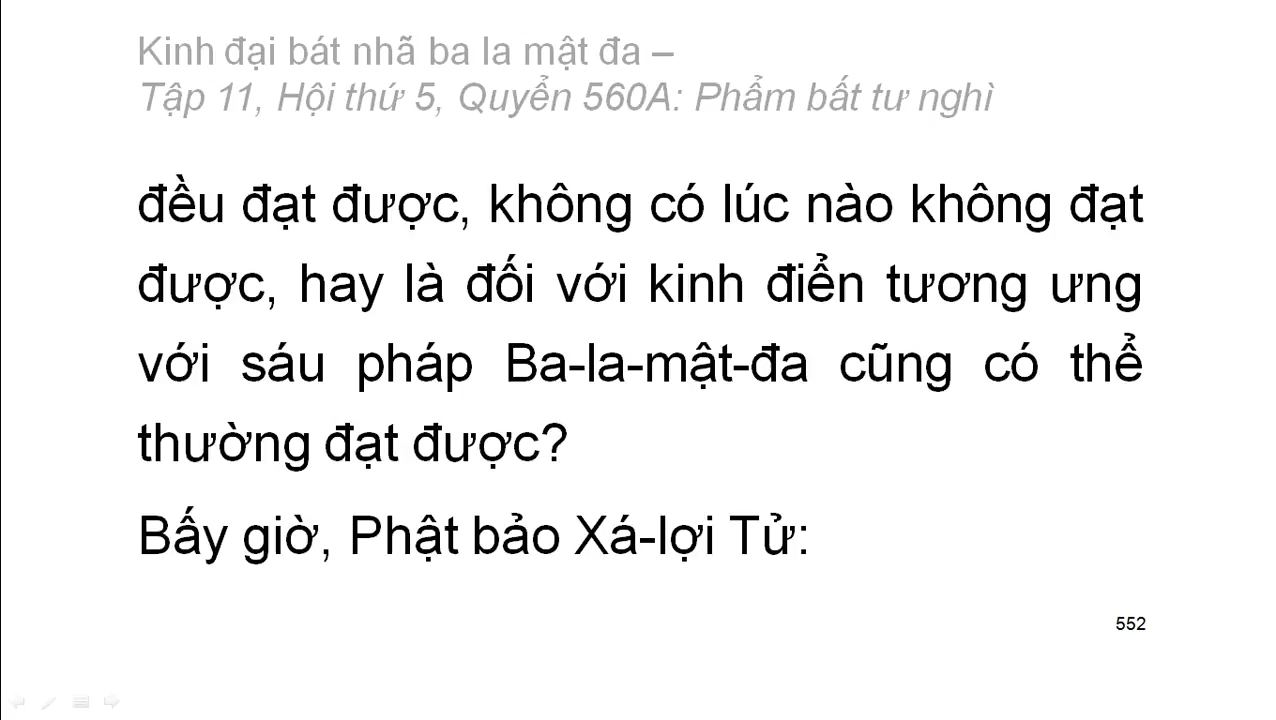 Kinh đại bát nhã ba la mật đa –
Tập 11, Hội thứ 5, Quyển 560A: Phẩm bất tư nghì
đều đạt được, không có lúc nào không đạt
được, hay là đối với kinh điển tương ưng
với sáu pháp Ba-la-mật-đa cũng có thể
thường đạt được?
Bấy giờ, Phật bảo Xá-lợi Tử:
552